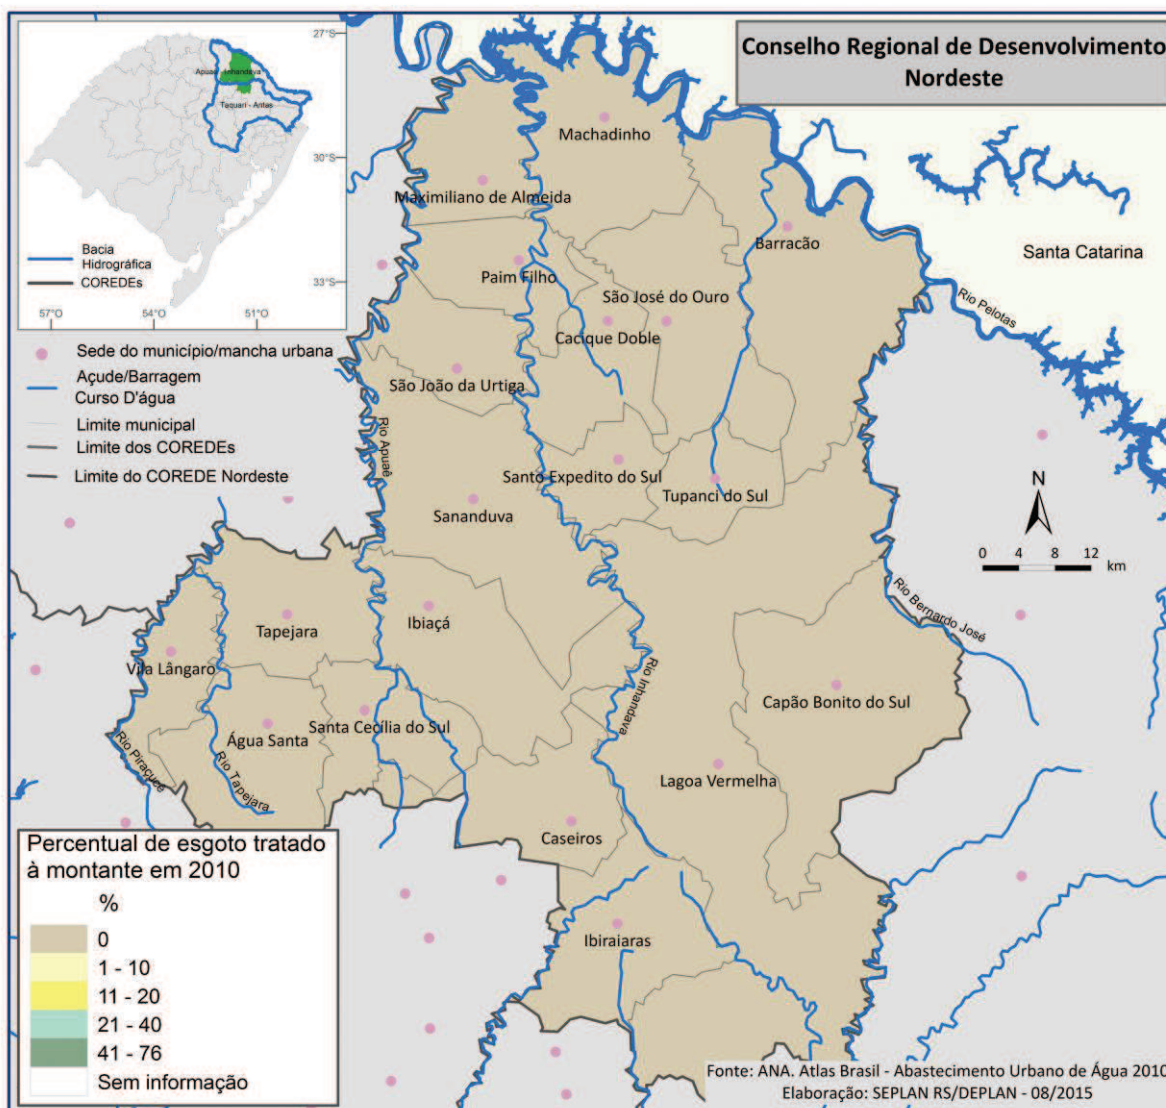 Conselho Regional de Desenvolvimento
Nordeste
27°S
30°S
33°S
57°O
54°O
51°O
Apuaê - Inhandava
Taquari - Antas
Bacia
Hidrográfica
COREDEs
Sede do município/mancha urbana
Açude/Barragem
Curso D'água
Limite municipal
Limite dos COREDEs
Limite do COREDE Nordeste
Machadinho
Maximiliano de Almeida
Barracão
Santa Catarina
Paim Filho
São José do Ouro
Rio Pelotas
Cacique Doble
São João da Urtiga
Rio Apuaê
Santo Expedito do Sul
Tupanci do Sul
Sananduva
N
0 4 8 12
km
Rio Bernardo José
Tapejara
Ibiaçá
Vila Lângaro
Rio Inhandava
Capão Bonito do Sul
Santa Cecília do Sul
Água Santa
Rio Piraçucê
Rio Tapejara
Lagoa Vermelha
Caseiros
Ibiraiaras
Percentual de esgoto tratado
à montante em 2010
%
0
1 - 10
11 - 20
21 - 40
41 - 76
Sem informação
Fonte: ANA. Atlas Brasil - Abastecimento Urbano de Água 2010
Elaboração: SEPLAN RS/DEPLAN - 08/2015